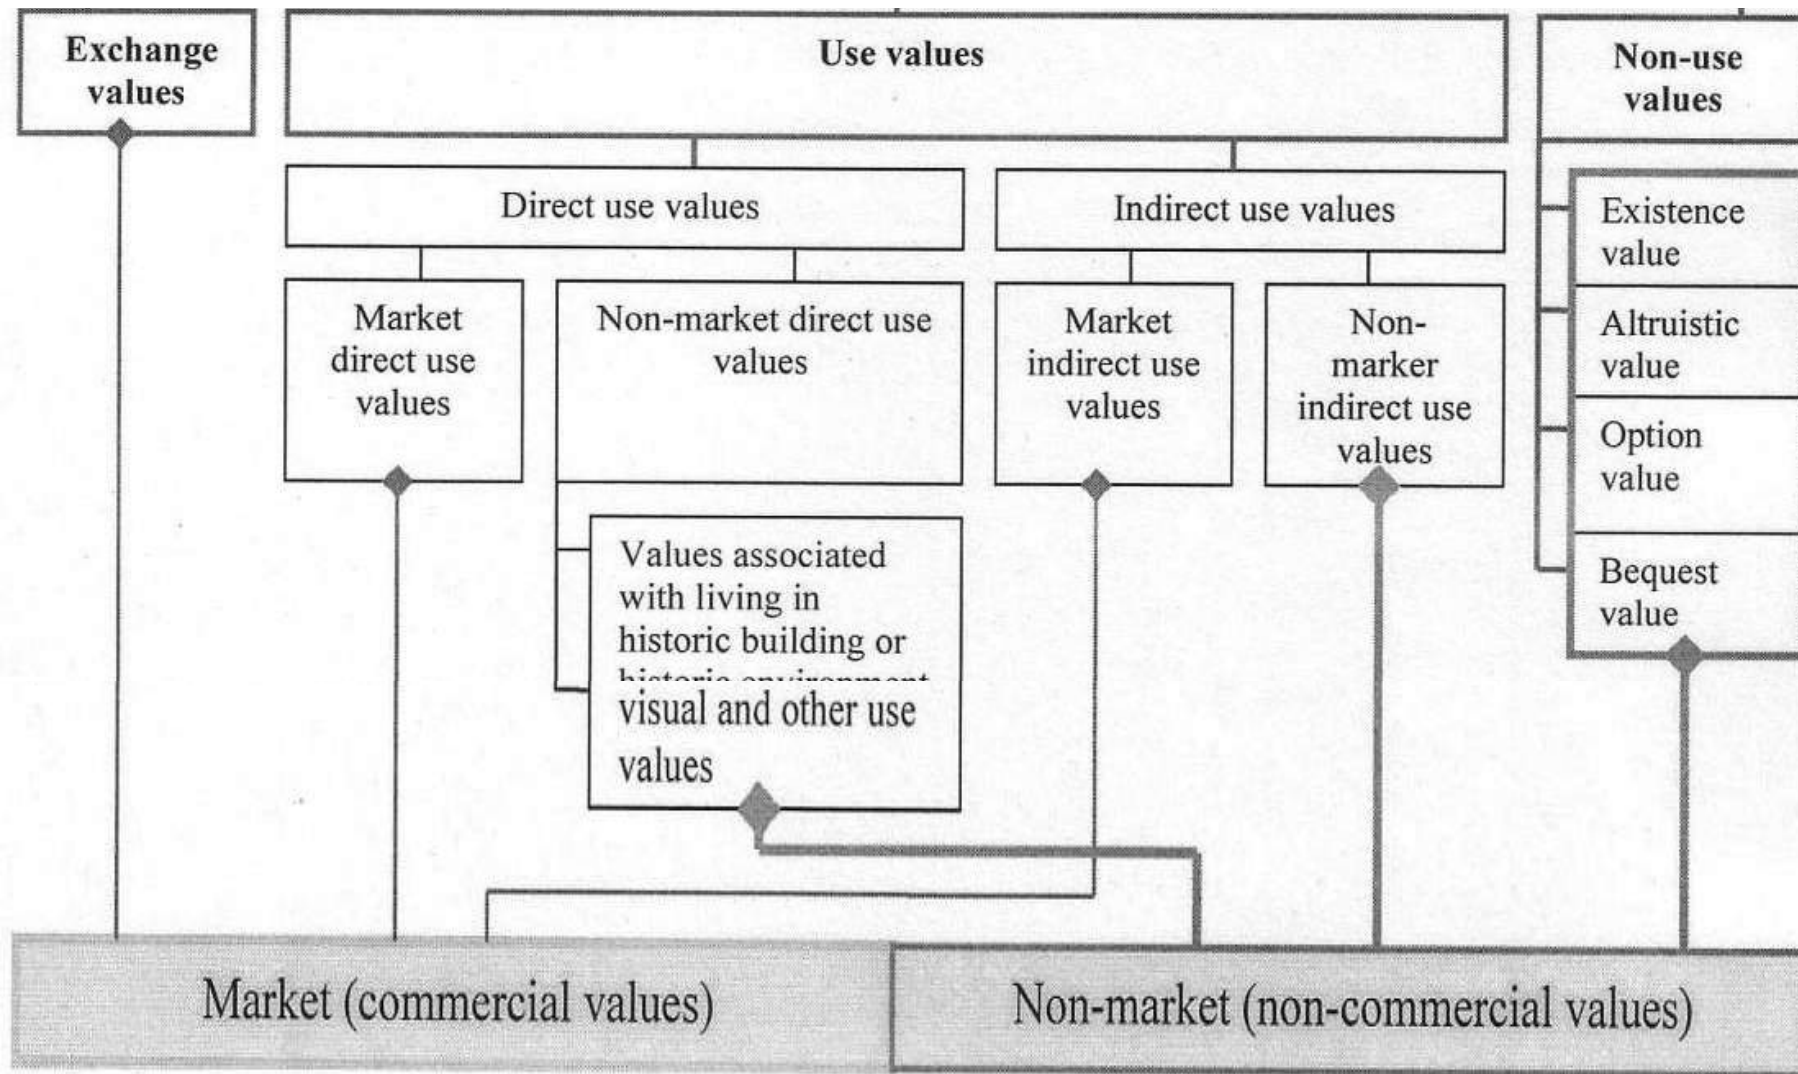 Exchange
values
Use values
Non-use
values
Direct use values
Indirect use values
Market
direct use
values
Non-market direct use
values
Market
indirect use
values
Non-
marker
indirect use
values
Existence
value
Altruistic
value
Option
value
Bequest
value
Values associated
with living in
historic building or
historic environment
visual and other use
values
Market (commercial values)
Non-market (non-commercial values)